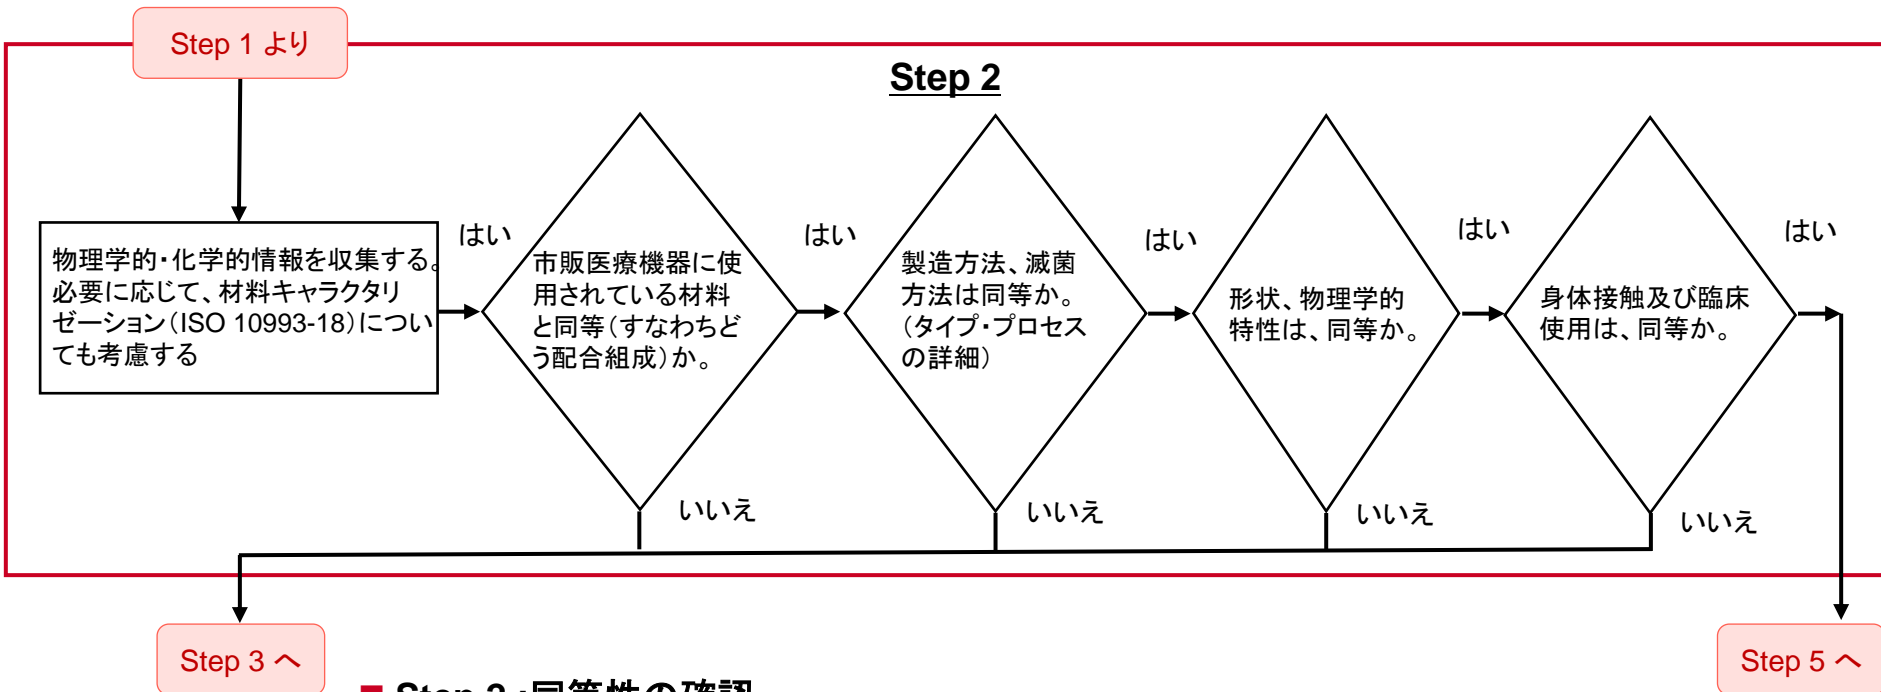 Step 1 より
Step 2
はい
はい
はい
はい
はい
物理学的・化学的情報を収集する。
必要に応じて、材料キャラクタリ
ゼーション（ISO 10993-18）につい
ても考慮する
市販医療機器に使
用されている材料
と同等（すなわちど
う配合組成）か。
製造方法、滅菌
方法は同等か。
（タイプ・プロセス
の詳細）
形状、物理学的
特性は、同等か。
身体接触及び臨床
使用は、同等か。
いいえ
いいえ
いいえ
いいえ
Step 3 へ
Step 5 へ
Step 2 :同等性の確認